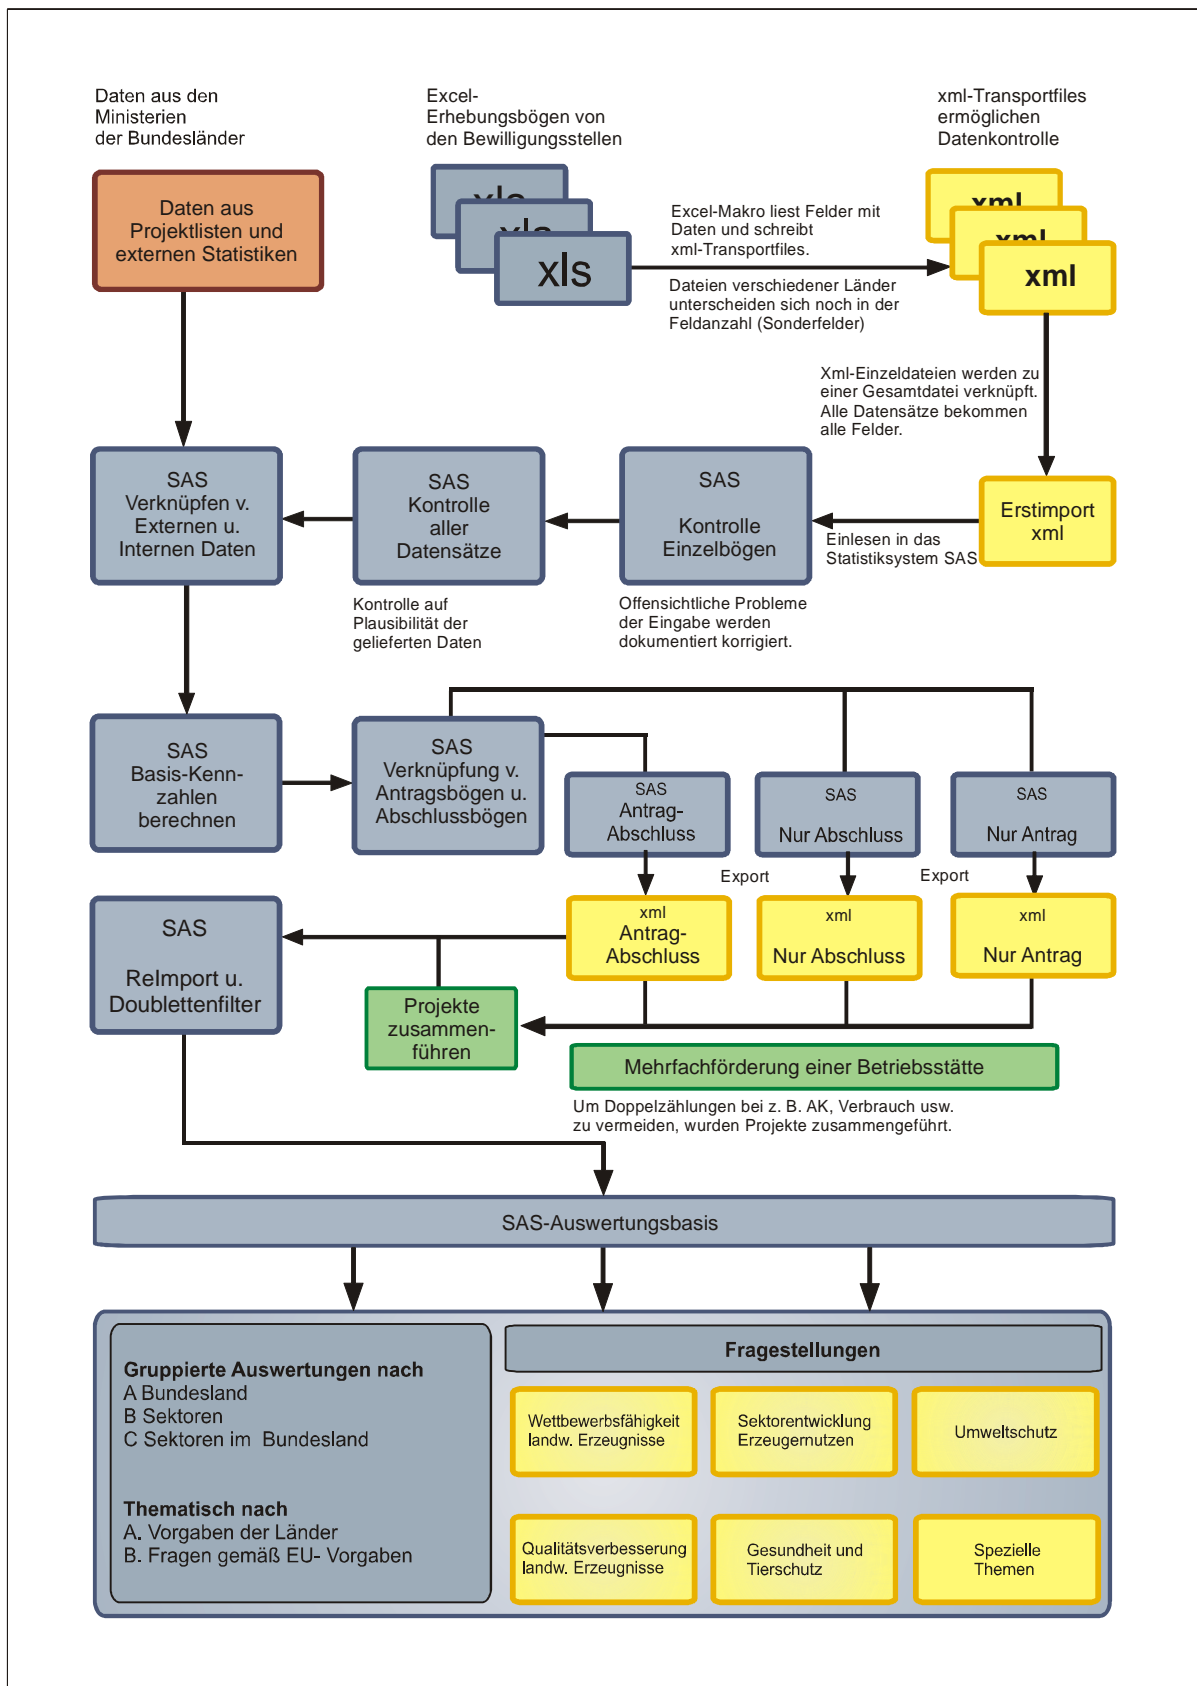 Daten aus den
Ministerien
der Bundesländer
Excel-
Erhebungsbögen von
den Bewilligungsstellen
xml-Transportfiles
ermöglichen
Datenkontrolle
Daten aus
Projektlisten und
externen Statistiken
xls
xls
xls
Excel-Makro liest Felder mit
Daten und schreibt
xml-Transportfiles.
Dateien verschiedener Länder
unterscheiden sich noch in der
Feldanzahl (Sonderfelder)
xml
xml
xml
Xml-Einzeldateien werden zu
einer Gesamtdatei verknüpft.
Alle Datensätze bekommen
alle Felder.
SAS
Verknüpfen v.
Externen u.
Internen Daten
SAS
Kontrolle
aller
Datensätze
SAS
Kontrolle
Einzelbögen
Einlesen in das
Statistiksystem SAS
Erstimport
xml
Kontrolle auf
Plausibilität der
gelieferten Daten
Offensichtliche Probleme
der Eingabe werden
dokumentiert korrigiert.
SAS
Basis-Kenn-
zahlen
berechnen
SAS
Verknüpfung v.
Antragsbögen u.
Abschlussbögen
SAS
Antrag-
Abschluss
SAS
Nur Abschluss
SAS
Nur Antrag
Export
Export
SAS
ReImport u.
Doublettenfilter
xml
Antrag-
Abschluss
xml
Nur Abschluss
xml
Nur Antrag
Projekte
zusammen-
führen
Mehrfachförderung einer Betriebsstätte
Um Doppelzählungen bei z. B. AK, Verbrauch usw.
zu vermeiden, wurden Projekte zusammengeführt.
SAS-Auswertungsbasis
Gruppierte Auswertungen nach
A Bundesland
B Sektoren
C Sektoren im Bundesland
Thematisch nach
A. Vorgaben der Länder
B. Fragen gemäß EU- Vorgaben
Fragestellungen
Wettbewerbsfähigkeit
landw. Erzeugnisse
Sektorentwicklung
Erzeugernutzen
Umweltschutz
Qualitätsverbesserung
landw. Erzeugnisse
Gesundheit und
Tierschutz
Spezielle
Themen